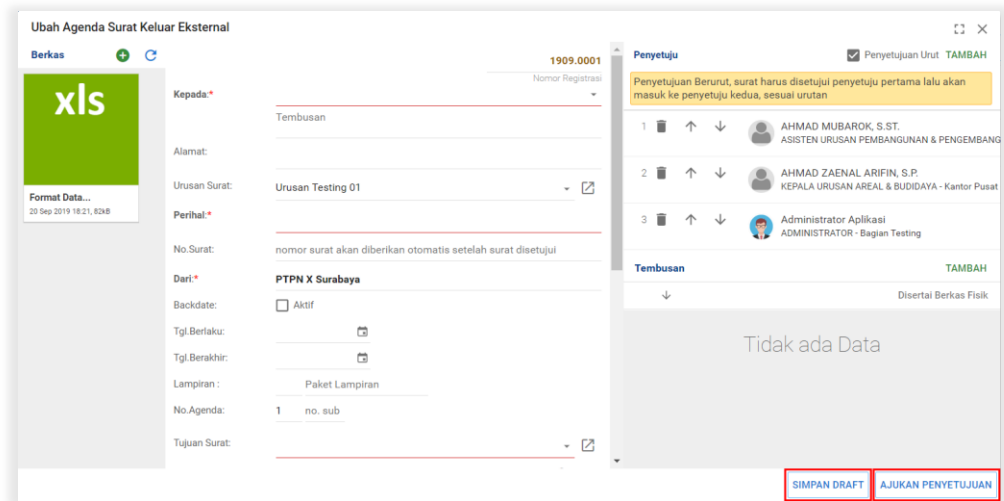 Ubah Agenda Surat Keluar Eksternal
Berkas
xls
Format Data...
20 Sep 2019 18:21, 82kB
1909.0001
Nomor Registrasi
Kepada:*
Tembusan
Alamat:
Urusan Surat: Urusan Testing 01
Perihal:*
No.Surat: nomor surat akan diberikan otomatis setelah surat disetujui
Dari:* PTPN X Surabaya
Backdate: Aktif
Tgl.Berlaku:
Tgl.Berakhir:
Lampiran : Paket Lampiran
No.Agenda: 1 no. sub
Tujuan Surat:
Penyetuju Penyetujuan Urut TAMBAH
Penyetujuan Berurut, surat harus disetujui penyetuju pertama lalu akan
masuk ke penyetuju kedua, sesuai urutan
1 AHMAD MUBAROK, S.ST.
ASISTEN URUSAN PEMBANGUNAN & PENGEMBANG
2 AHMAD ZAENAL ARIFIN, S.P.
KEPALA URUSAN AREAL & BUDIDAYA - Kantor Pusat
3 Administrator Aplikasi
ADMINISTRATOR - Bagian Testing
Tembusan TAMBAH
Disertai Berkas Fisik
Tidak ada Data
SIMPAN DRAFT AJUKAN PENYETUJUAN